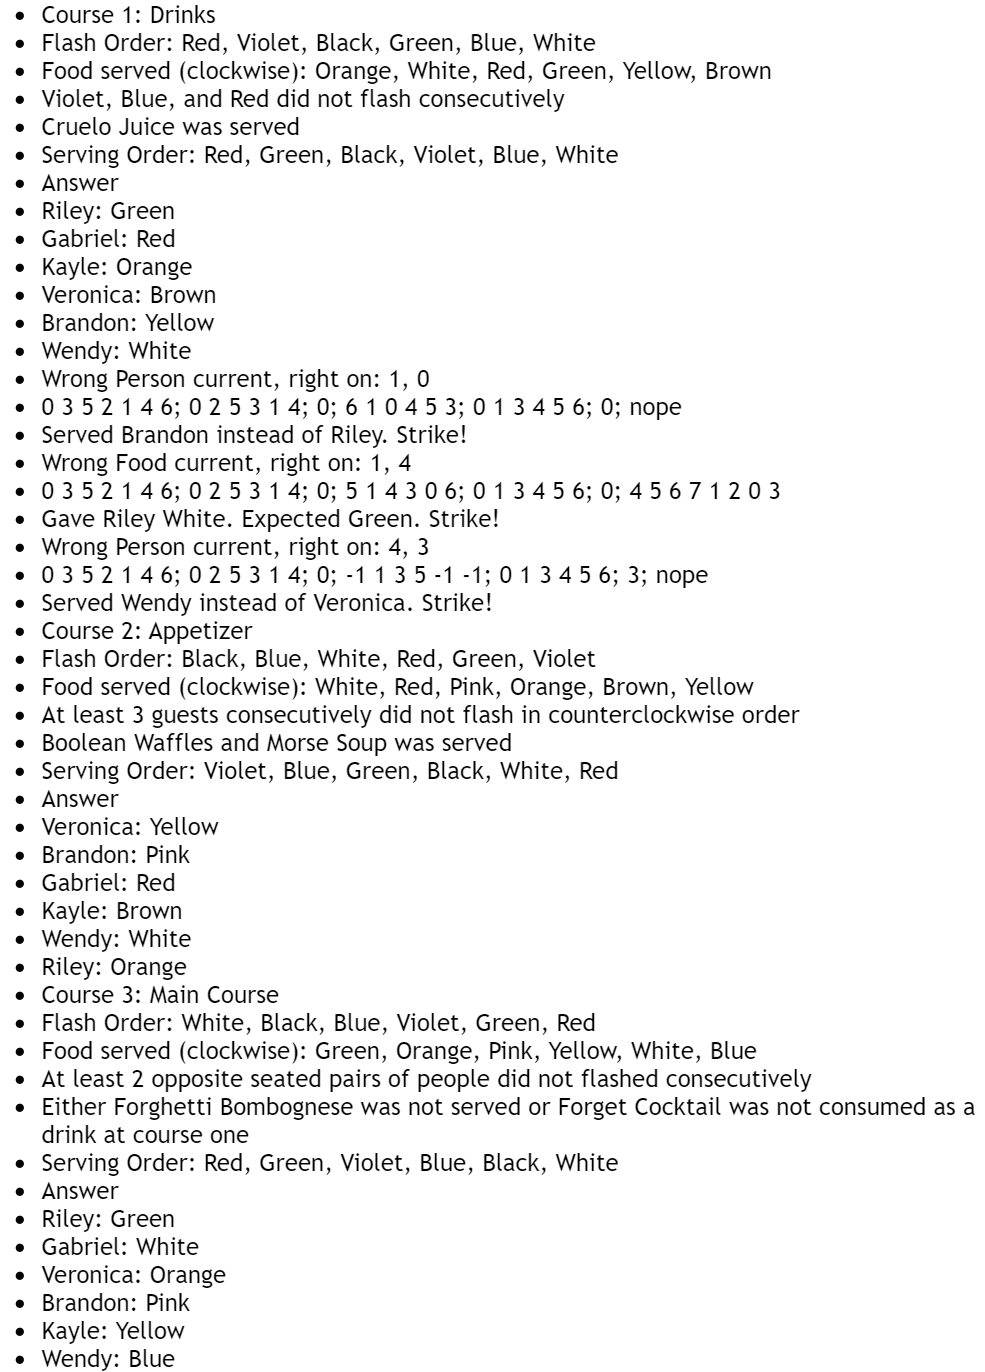 Course 1: Drinks
Flash Order: Red, Violet, Black, Green, Blue, White
Food served (clockwise): Orange, White, Red, Green, Yellow, Brown
Violet, Blue, and Red did not flash consecutively
Cruelo Juice was served
Serving Order: Red, Green, Black, Violet, Blue, White
Answer
Riley: Green
Gabriel: Red
Kayle: Orange
Veronica: Brown
Brandon: Yellow
Wendy: White
Wrong Person current, right on: 1, 0
0 3 5 2 1 4 6; 0 2 5 3 1 4; 0; 6 1 0 4 5 3; 0 1 3 4 5 6; 0; nope
Served Brandon instead of Riley. Strike!
Wrong Food current, right on: 1, 4
0 3 5 2 1 4 6; 0 2 5 3 1 4; 0; 5 1 4 3 0 6; 0 1 3 4 5 6; 0; 4 5 6 7 1 2 0 3
Gave Riley White. Expected Green. Strike!
Wrong Person current, right on: 4, 3
0 3 5 2 1 4 6; 0 2 5 3 1 4; 0; -1 1 3 5 -1 -1; 0 1 3 4 5 6; 3; nope
Served Wendy instead of Veronica. Strike!
Course 2: Appetizer
Flash Order: Black, Blue, White, Red, Green, Violet
Food served (clockwise): White, Red, Pink, Orange, Brown, Yellow
At least 3 guests consecutively did not flash in counterclockwise order
Boolean Waffles and Morse Soup was served
Serving Order: Violet, Blue, Green, Black, White, Red
Answer
Veronica: Yellow
Brandon: Pink
Gabriel: Red
Kayle: Brown
Wendy: White
Riley: Orange
Course 3: Main Course
Flash Order: White, Black, Blue, Violet, Green, Red
Food served (clockwise): Green, Orange, Pink, Yellow, White, Blue
At least 2 opposite seated pairs of people did not flashed consecutively
Either Forghetti Bombognese was not served or Forget Cocktail was not consumed as a
drink at course one
Serving Order: Red, Green, Violet, Blue, Black, White
Answer
Riley: Green
Gabriel: White
Veronica: Orange
Brandon: Pink
Kayle: Yellow
Wendy: Blue